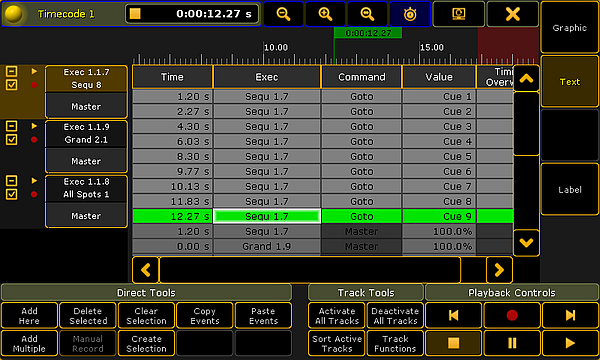 Timecode 1
0:00:12.27
Graphic
0:00:12.27
10.00
15.00
Text
Exec 1.1.7
Sequ 8
Master
Exec 1.1.9
Grand 2.1
Master
Exec 1.1.8
All Spots 1
Master
Time Exec Command Value
1.20 s Sequ 1.7 Goto Cue 1
2.27 s Sequ 1.7 Goto Cue 2
4.30 s Sequ 1.7 Goto Cue 3
6.03 s Sequ 1.7 Goto Cue 4
8.30 s Sequ 1.7 Goto Cue 5
9.77 s Sequ 1.7 Goto Cue 6
10.13 s Sequ 1.7 Goto Cue 7
11.83 s Sequ 1.7 Goto Cue 8
12.27 s Sequ 1.7 Goto Cue 9
1.20 s Sequ 1.7 Master 100.0%
0.00 s Grand 1.9 Master 100.0%
Label
Direct Tools
Track Tools
Playback Controls
Add Here
Delete Selected
Clear Selection
Copy Events
Paste Events
Activate All Tracks
Deactivate All Tracks
Add Multiple
Manual Record
Create Selection
Sort Active Tracks
Track Functions